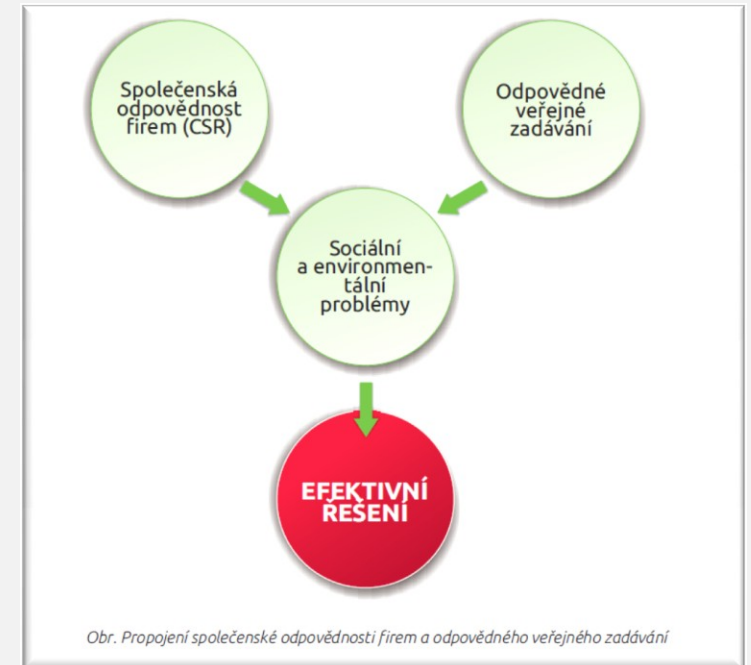 Společenská
odpovědnost
firem (CSR)
Odpovědné
veřejné
zadávání
Sociální
a environmen-
tální
problémy
EFEKTIVNÍ
ŘEŠENÍ
Obr. Propojení společenské odpovědnosti firem a odpovědného veřejného zadávání